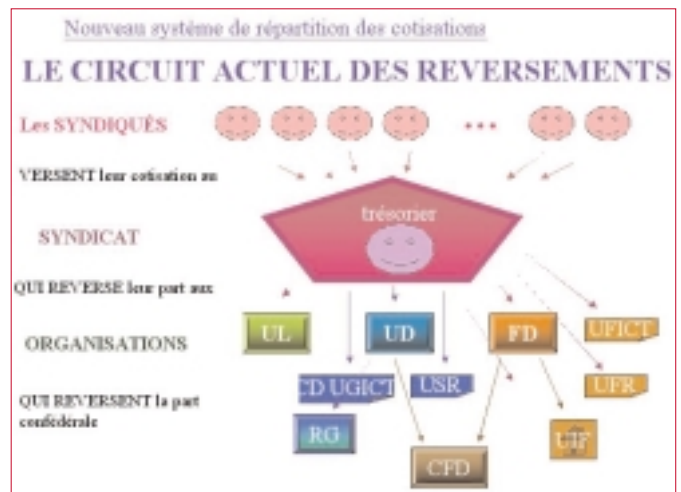 Nouveau système de répartition des cotisations
LE CIRCUIT ACTUEL DES REVERSEMENTS
Les SYNDIQUÉS
...
VERSENT leur cotisation au
trésorier
SYNDICAT
QUI REVERSE leur part aux
UL
UD
FD
UFICT
ORGANISATIONS
CD UGICT
USR
UFR
QUI REVERSENT la part
confédérale
RG
UIF
CFD